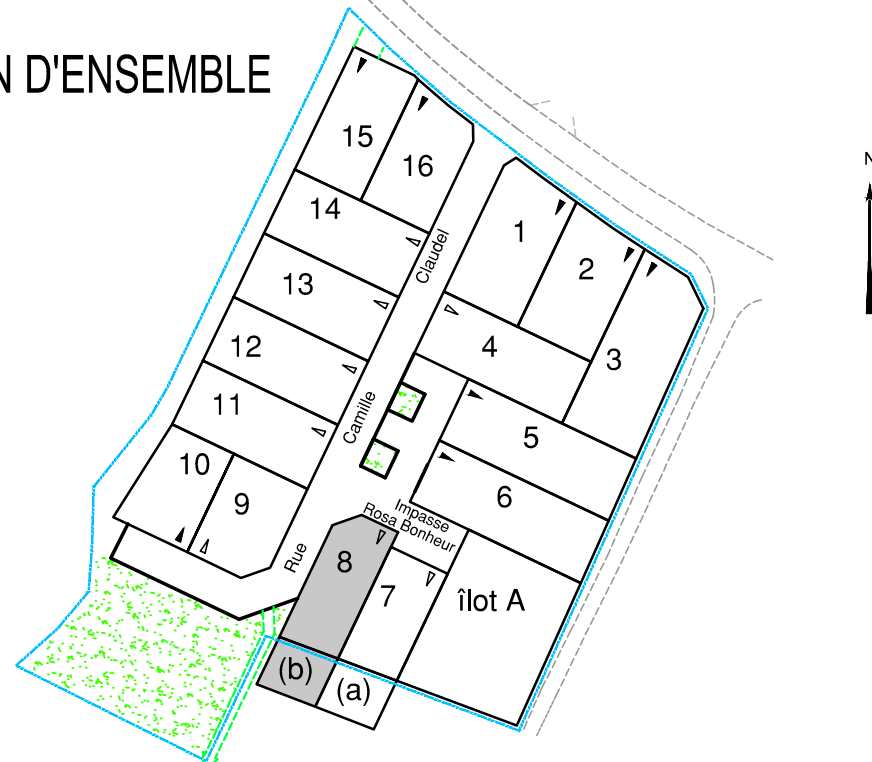 N D'ENSEMBLE
N
15
16
14
13
12
11
10
9
1
2
3
4
5
6
Claudel
Camille
Rue
Impasse
Rosa Bonheur
8
7
îlot A
(b)
(a)